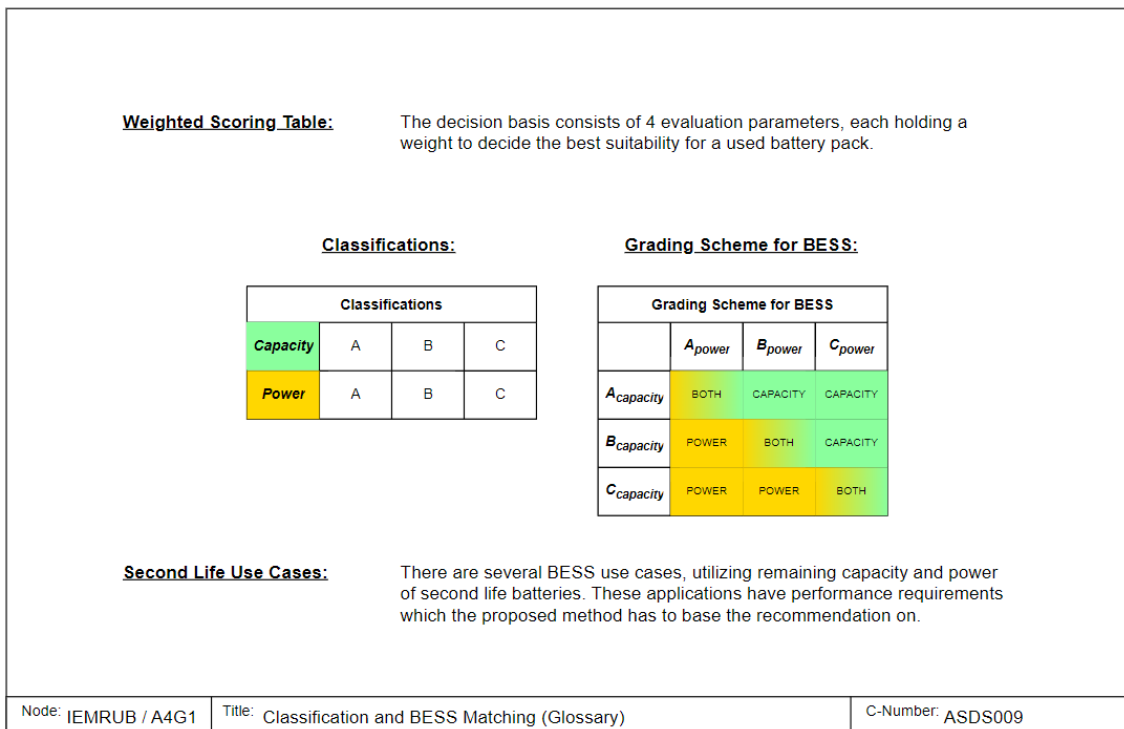 Weighted Scoring Table: The decision basis consists of 4 evaluation parameters, each holding a
weight to decide the best suitability for a used battery pack.
Classifications:
Classifications
Capacity A B C
Power A B C
Grading Scheme for BESS:
Grading Scheme for BESS
Apower Bpower Cpower
Acapacity BOTH CAPACITY CAPACITY
Bcapacity POWER BOTH CAPACITY
Ccapacity POWER POWER BOTH
Second Life Use Cases: There are several BESS use cases, utilizing remaining capacity and power
of second life batteries. These applications have performance requirements
which the proposed method has to base the recommendation on.
Node: IEMRUB / A4G1 Title: Classification and BESS Matching (Glossary) C-Number: ASDS009